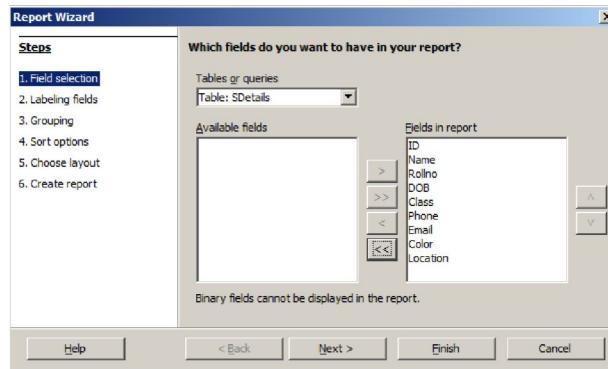 Report Wizard
Steps
1. Field selection
2. Labeling fields
3. Grouping
4. Sort options
5. Choose layout
6. Create report
Which fields do you want to have in your report?
Tables or queries
Table: SDetails
Available fields
>
>>
<
<<
Fields in report
ID
Name
Rollno
DOB
Class
Phone
Email
Color
Location
^
v
Binary fields cannot be displayed in the report.
Help
< Back
Next >
Finish
Cancel